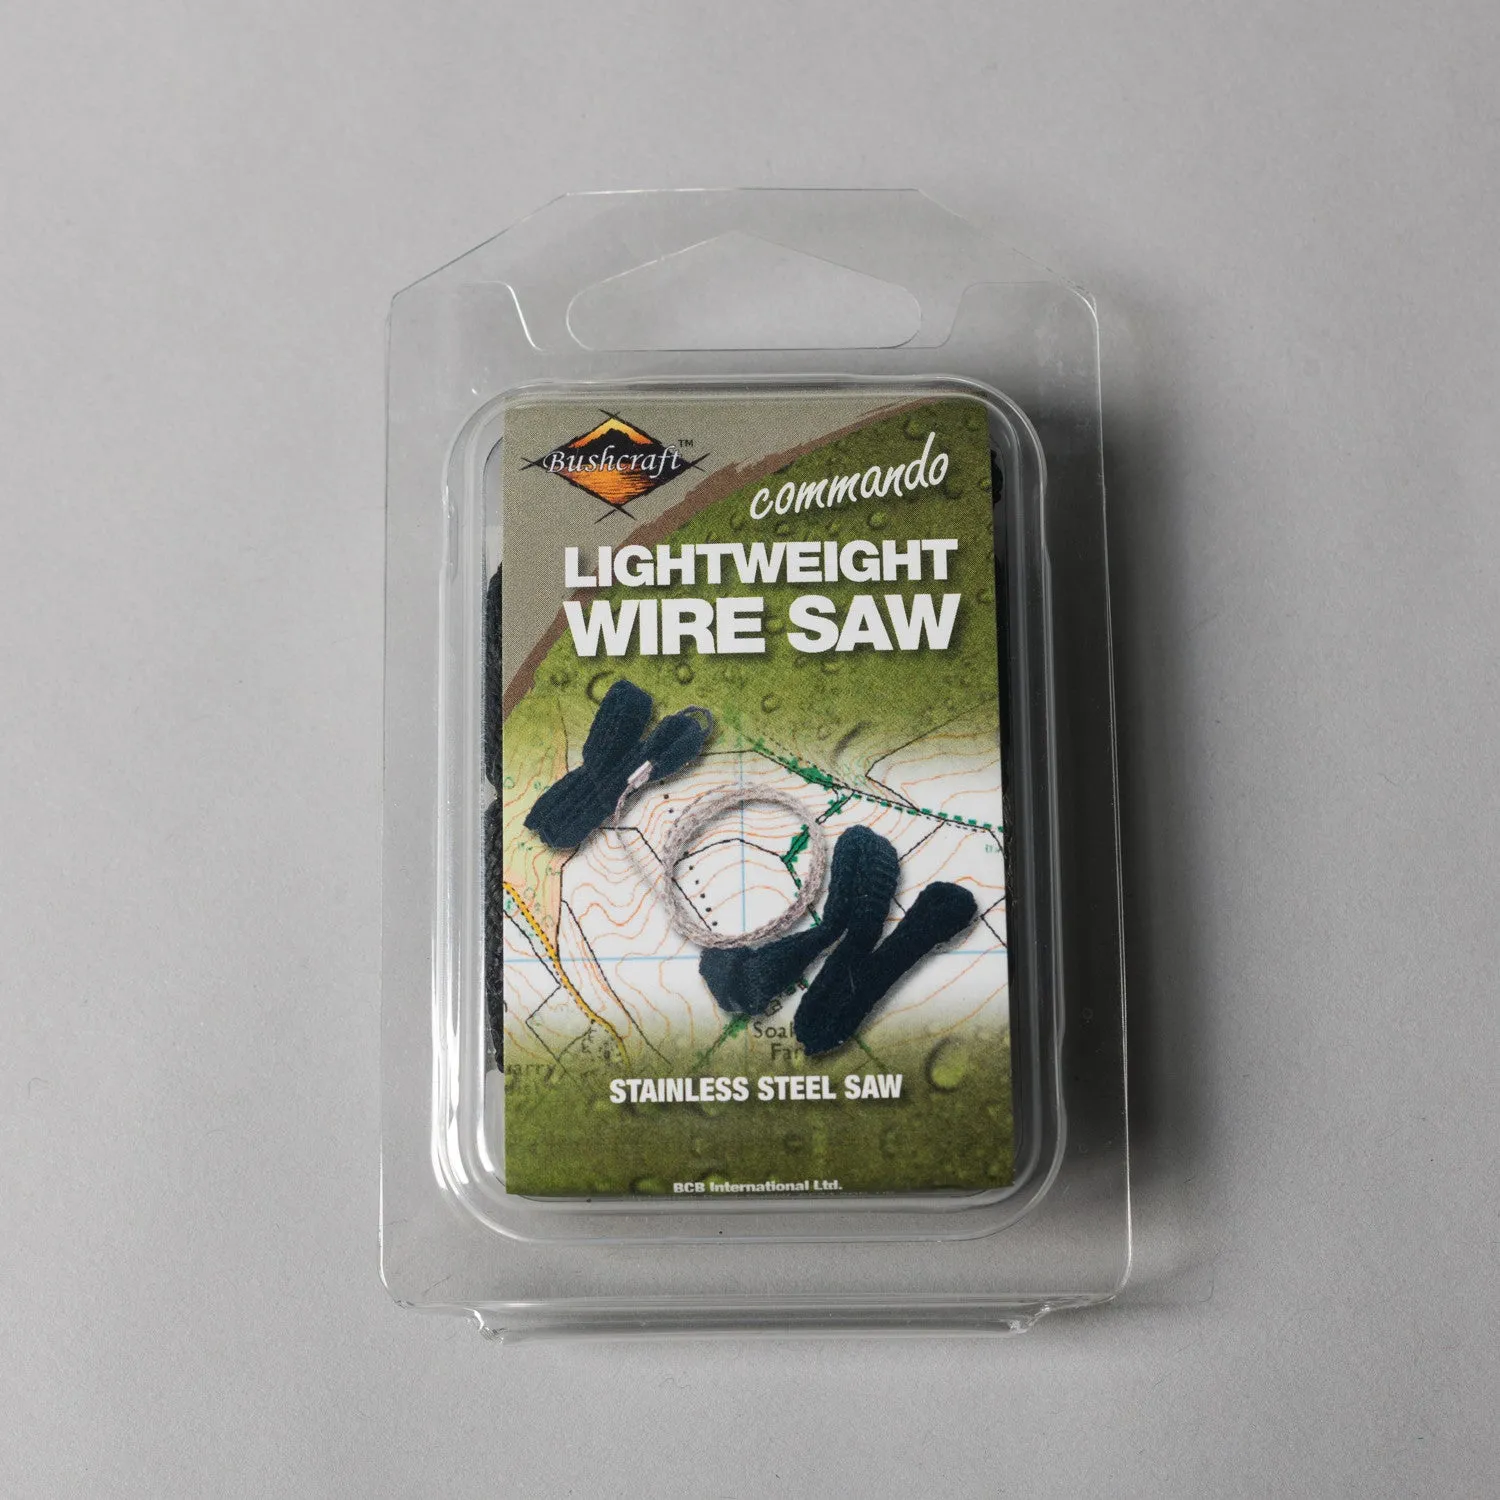 Bushcraft™
commando
LIGHTWEIGHT
WIRE SAW
STAINLESS STEEL SAW
BCB International Ltd.